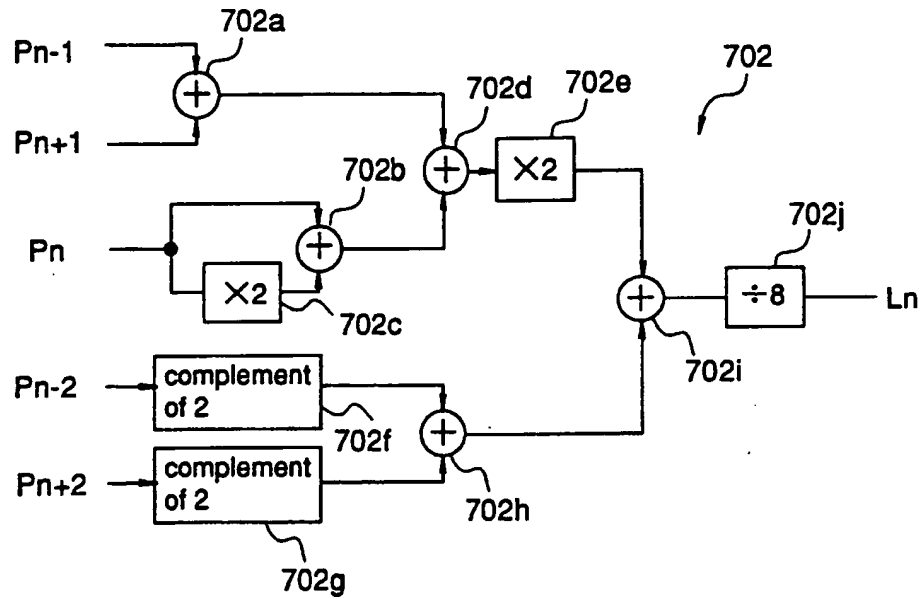 702a
Pn-1
702
702d
702e
+
Pn+1
702b
+
×2
Pn
+
702j
×2
+
÷8
Ln
702c
702i
Pn-2
complement
of 2
702f
+
Pn+2
complement
of 2
702h
702g